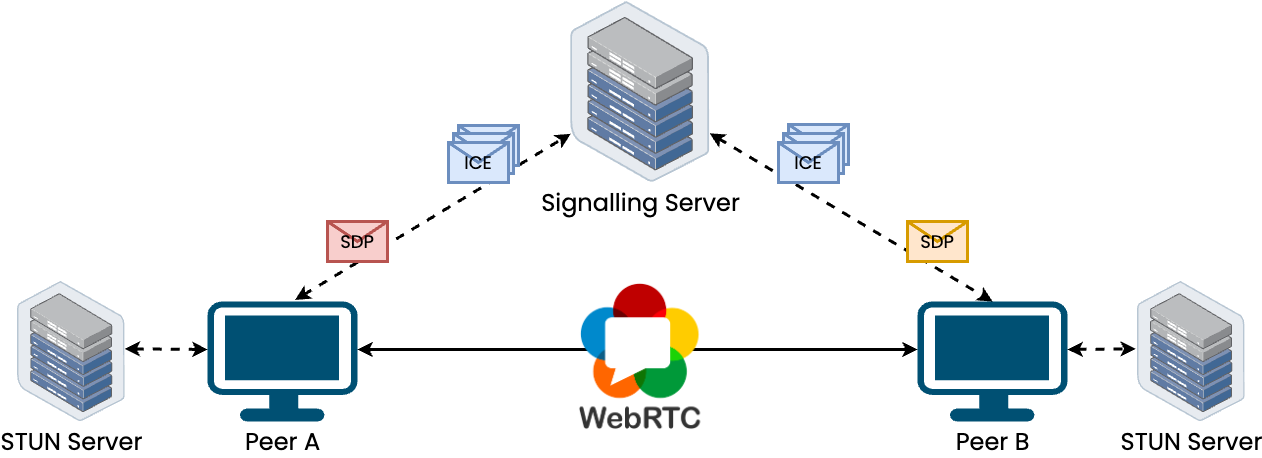 ICE
ICE
Signalling Server
SDP
SDP
WebRTC
STUN Server
Peer A
Peer B
STUN Server